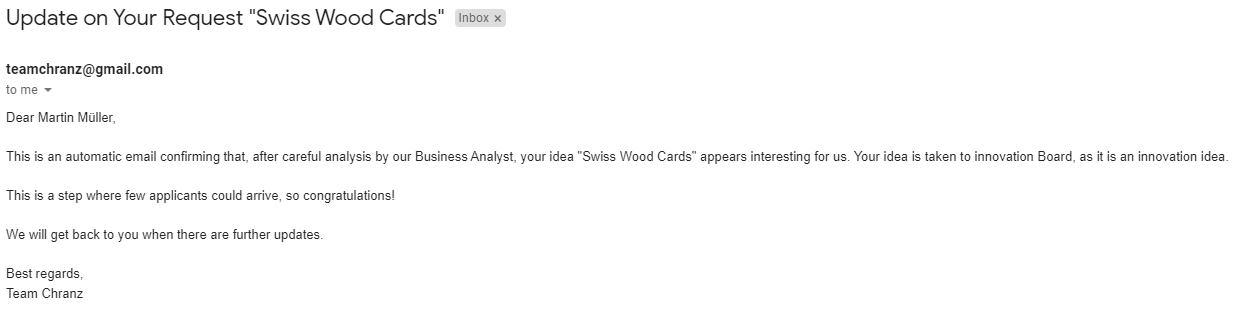 Update on Your Request "Swiss Wood Cards" Inbox ×
teamchranz@gmail.com
to me
Dear Martin Müller,
This is an automatic email confirming that, after careful analysis by our Business Analyst, your idea "Swiss Wood Cards" appears interesting for us. Your idea is taken to innovation Board, as it is an innovation idea.
This is a step where few applicants could arrive, so congratulations!
We will get back to you when there are further updates.
Best regards,
Team Chranz